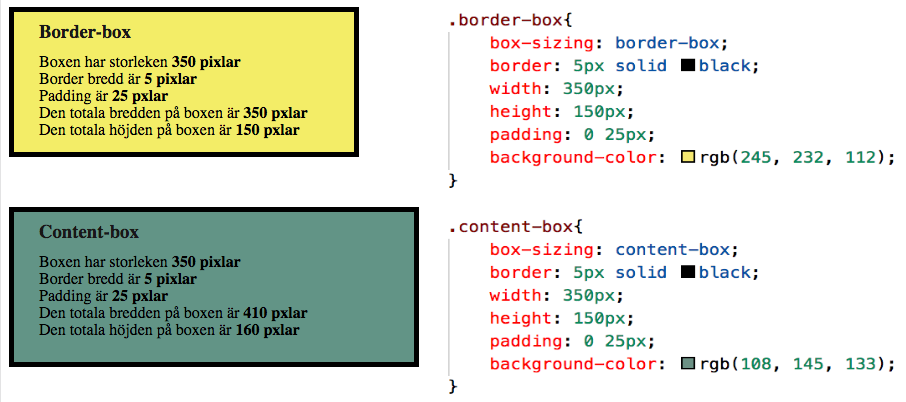 Border-box
Boxen har storleken 350 pixlar
Border bredd är 5 pixlar
Padding är 25 pxlar
Den totala bredden på boxen är 350 pxlar
Den totala höjden på boxen är 150 pxlar
.border-box{
box-sizing: border-box;
border: 5px solid black;
width: 350px;
height: 150px;
padding: 0 25px;
background-color: rgb(245, 232, 112);
}
Content-box
Boxen har storleken 350 pxlar
Border bredd är 5 pxlar
Padding är 25 pxlar
Den totala bredden på boxen är 410 pxlar
Den totala höjden på boxen är 160 pxlar
.content-box{
box-sizing: content-box;
border: 5px solid black;
width: 350px;
height: 150px;
padding: 0 25px;
background-color: rgb(108, 145, 133);
}